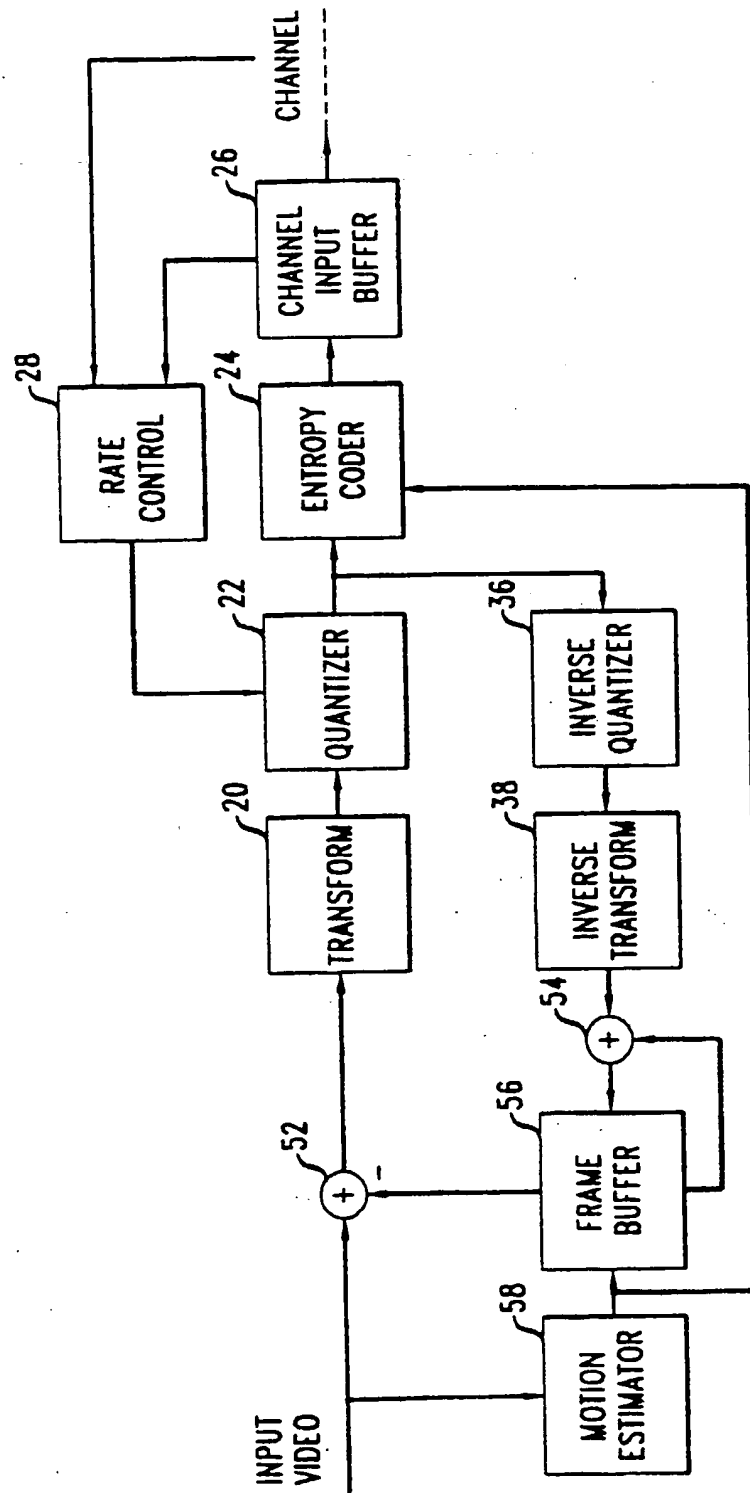 INPUT
VIDEO
52
+
-
20
TRANSFORM
22
QUANTIZER
28
RATE
CONTROL
24
ENTROPY
CODER
26
CHANNEL
INPUT
BUFFER
CHANNEL
58
MOTION
ESTIMATOR
56
FRAME
BUFFER
54
+
38
INVERSE
TRANSFORM
36
INVERSE
QUANTIZER